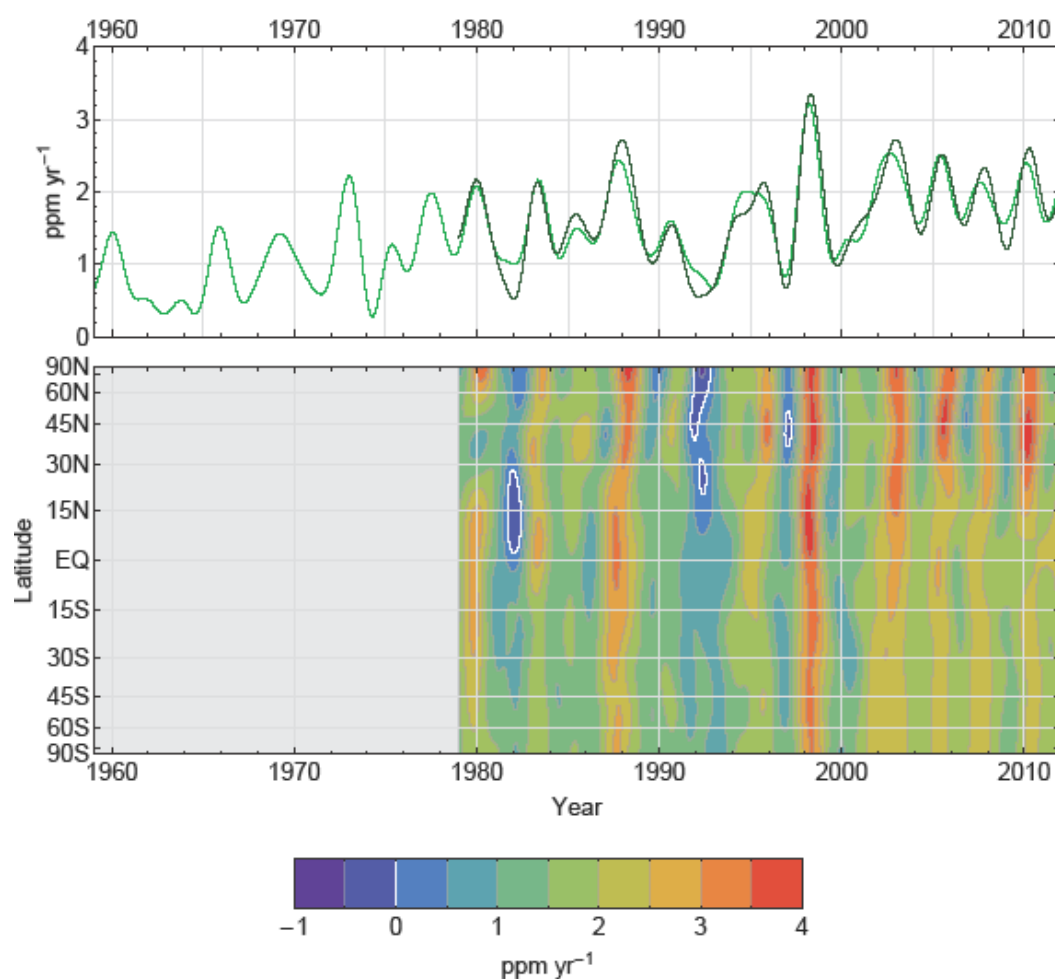 1960 1970 1980 1990 2000 2010
4
3
2
1
0
ppm yr⁻¹
90N
60N
45N
30N
15N
EQ
15S
30S
45S
60S
90S
Latitude
1960 1970 1980 1990 2000 2010
Year
−1 0 1 2 3 4
ppm yr⁻¹